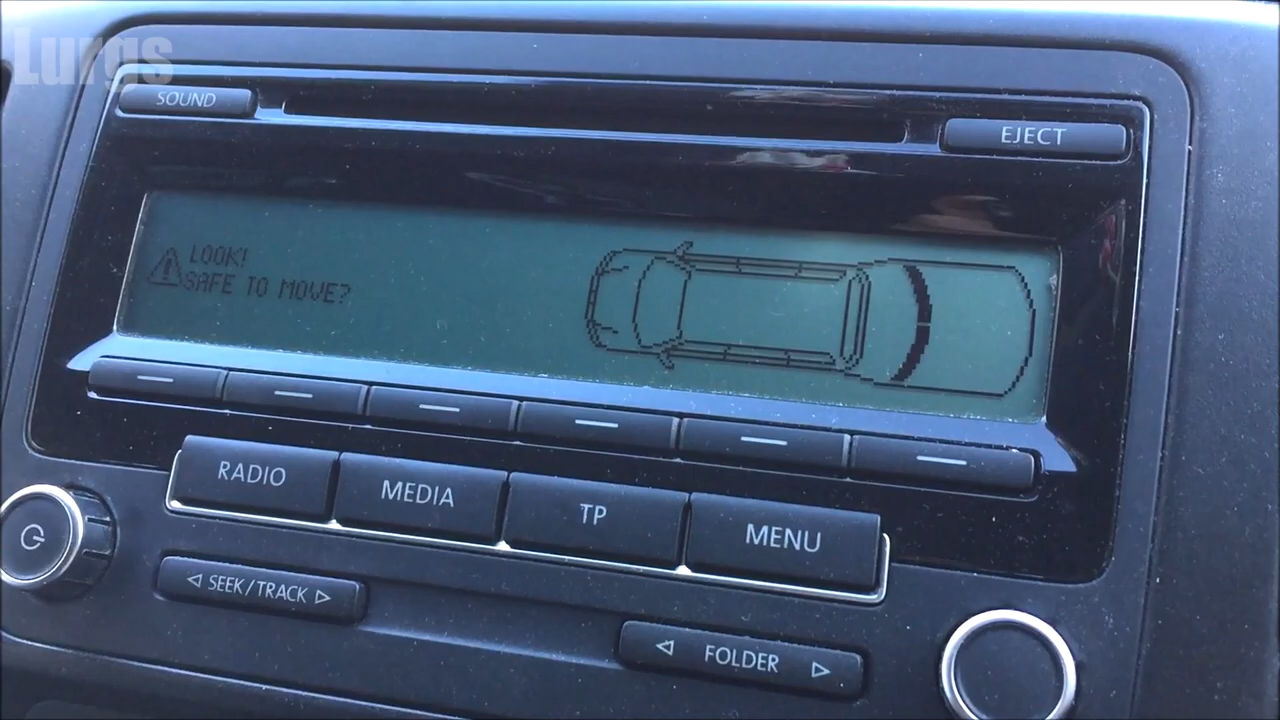 Lurgs
SOUND
EJECT
LOOK!
SAFE TO MOVE?
RADIO
MEDIA
TP
MENU
SEEK/TRACK
FOLDER